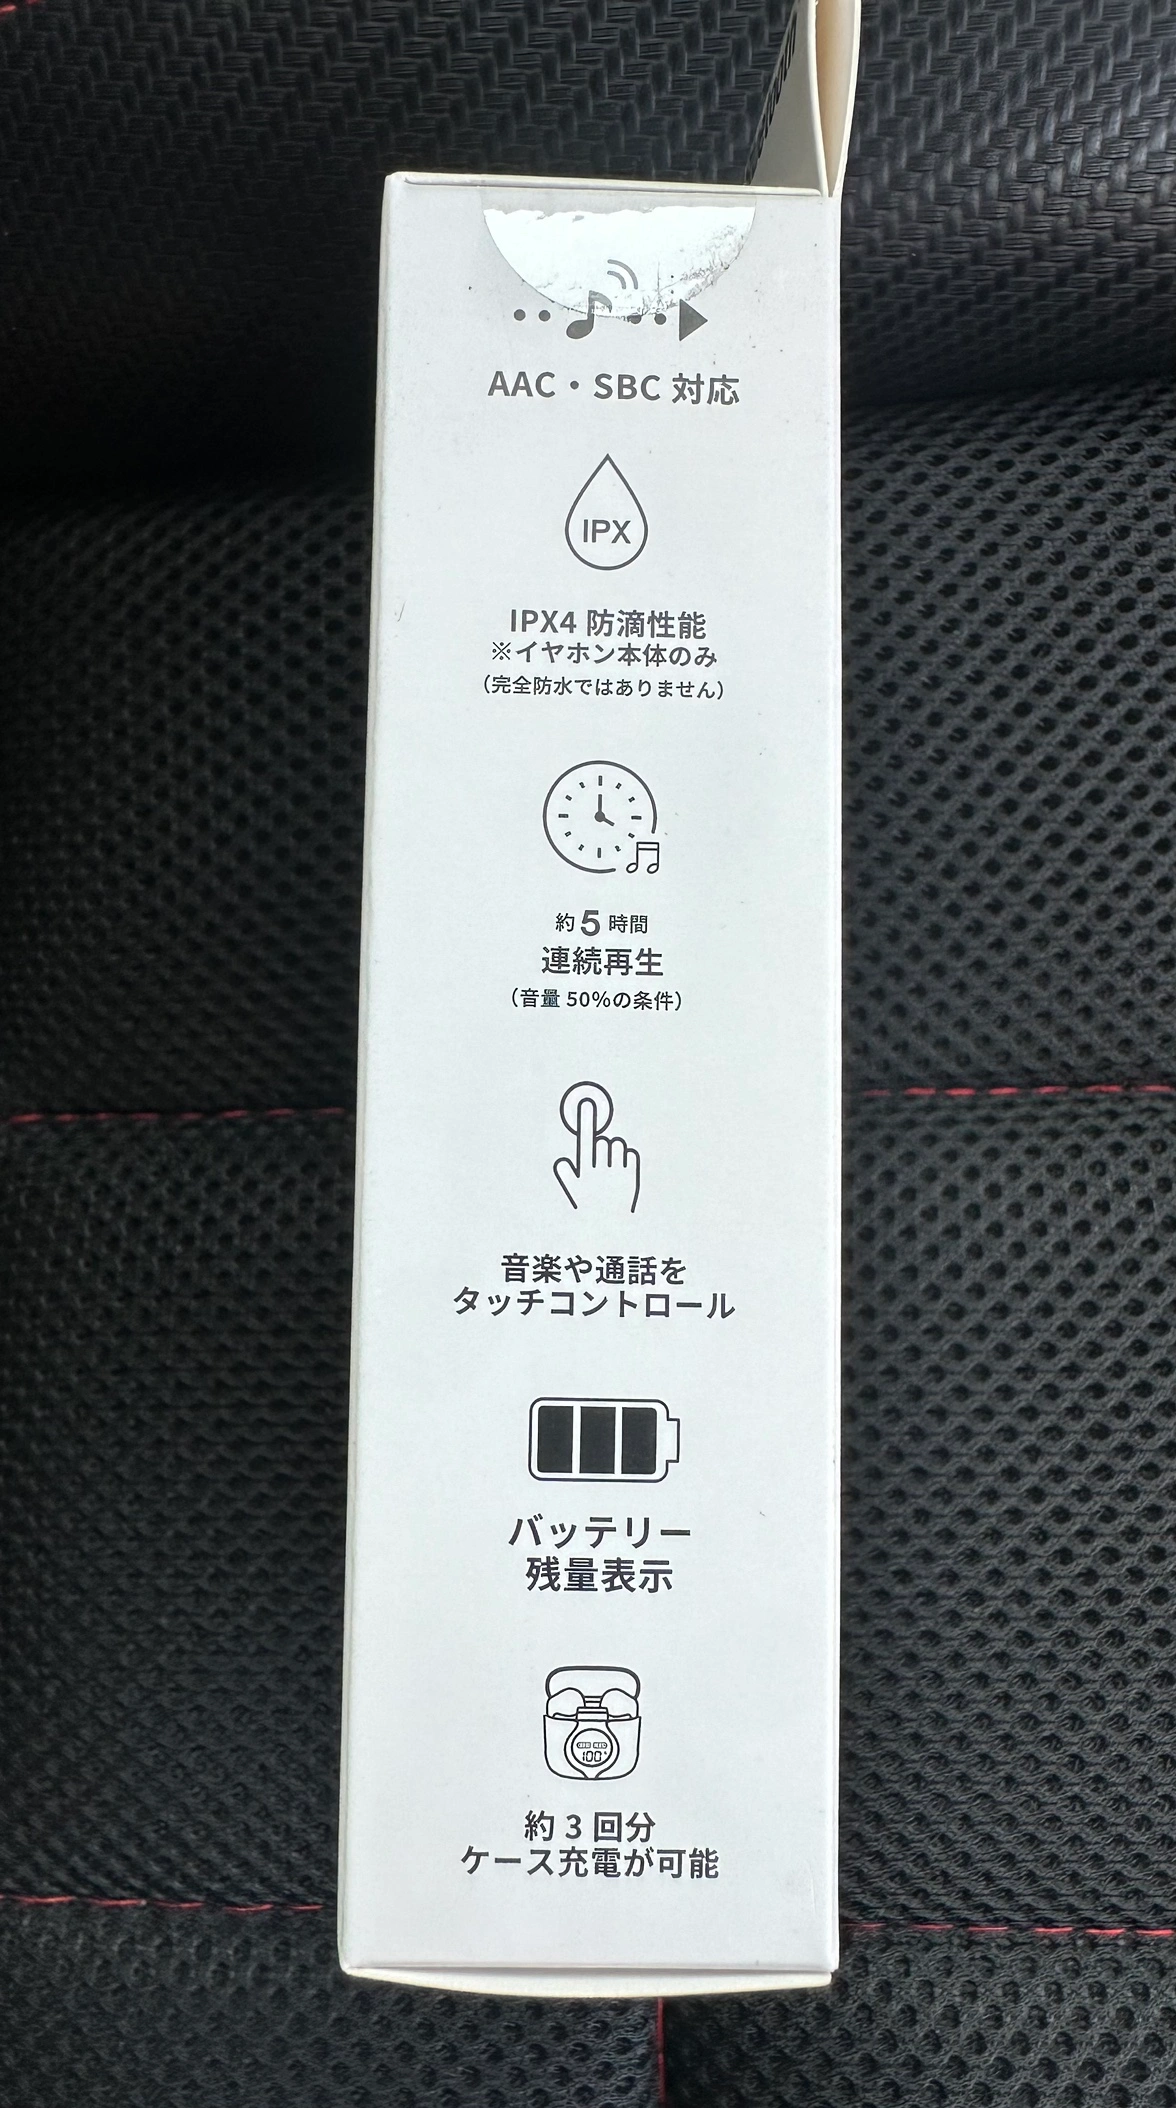 AAC・SBC 対応
IPX
IPX4 防滴性能
※イヤホン本体のみ
（完全防水ではありません）
約 5 時間
連続再生
（音量 50%の条件）
音楽や通話を
タッチコントロール
バッテリー
残量表示
100%
約 3 回分
ケース充電が可能